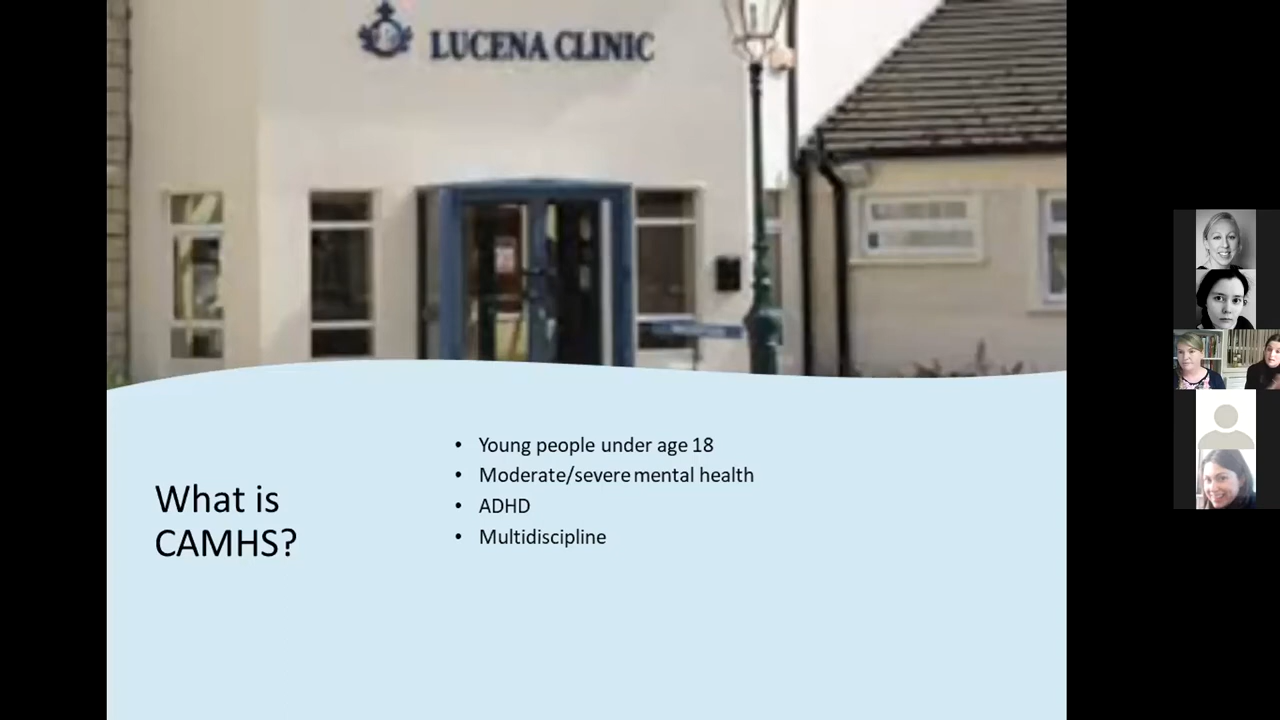 LUCENA CLINIC
What is
CAMHS?
• Young people under age 18
• Moderate/severe mental health
• ADHD
• Multidiscipline